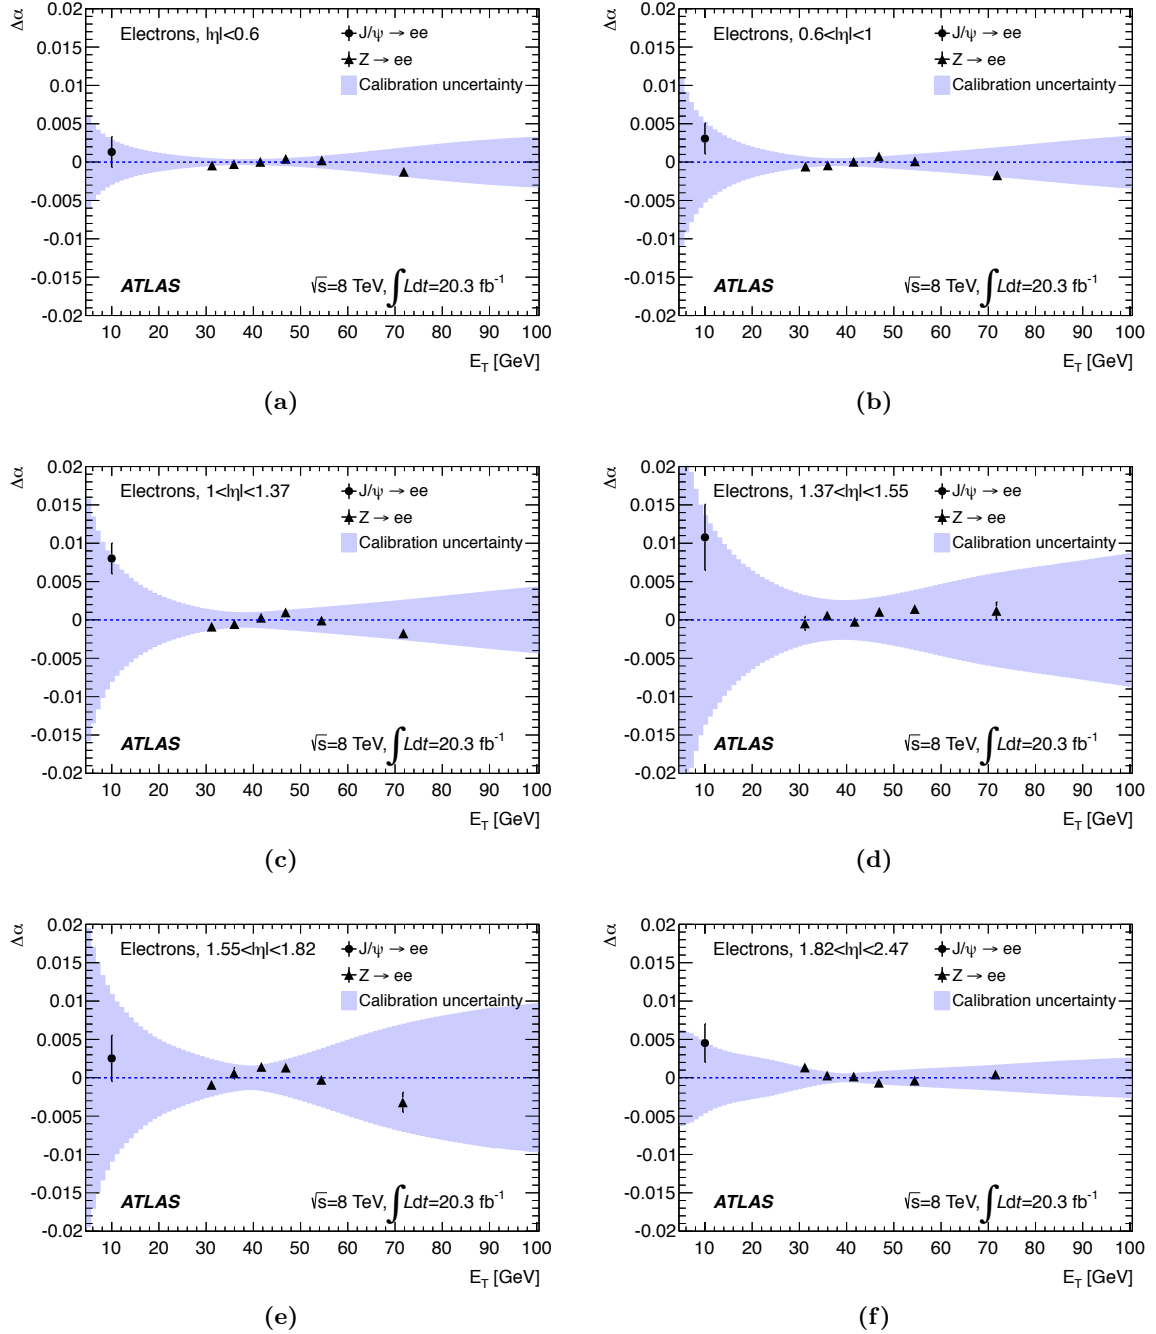 Δα
0.02
Electrons, |η|<0.6
J/ψ → ee
0.015
Z → ee
0.01
Calibration uncertainty
0.005
0
-0.005
-0.01
-0.015
ATLAS
√s=8 TeV, ∫Ldt=20.3 fb⁻¹
-0.02
10 20 30 40 50 60 70 80 90 100
E_T [GeV]
(a)
Δα
0.02
Electrons, 0.6<|η|<1
J/ψ → ee
0.015
Z → ee
0.01
Calibration uncertainty
0.005
0
-0.005
-0.01
-0.015
ATLAS
√s=8 TeV, ∫Ldt=20.3 fb⁻¹
-0.02
10 20 30 40 50 60 70 80 90 100
E_T [GeV]
(b)
Δα
0.02
Electrons, 1<|η|<1.37
J/ψ → ee
0.015
Z → ee
0.01
Calibration uncertainty
0.005
0
-0.005
-0.01
-0.015
ATLAS
√s=8 TeV, ∫Ldt=20.3 fb⁻¹
-0.02
10 20 30 40 50 60 70 80 90 100
E_T [GeV]
(c)
Δα
0.02
Electrons, 1.37<|η|<1.55
J/ψ → ee
0.015
Z → ee
0.01
Calibration uncertainty
0.005
0
-0.005
-0.01
-0.015
ATLAS
√s=8 TeV, ∫Ldt=20.3 fb⁻¹
-0.02
10 20 30 40 50 60 70 80 90 100
E_T [GeV]
(d)
Δα
0.02
Electrons, 1.55<|η|<1.82
J/ψ → ee
0.015
Z → ee
0.01
Calibration uncertainty
0.005
0
-0.005
-0.01
-0.015
ATLAS
√s=8 TeV, ∫Ldt=20.3 fb⁻¹
-0.02
10 20 30 40 50 60 70 80 90 100
E_T [GeV]
(e)
Δα
0.02
Electrons, 1.82<|η|<2.47
J/ψ → ee
0.015
Z → ee
0.01
Calibration uncertainty
0.005
0
-0.005
-0.01
-0.015
ATLAS
√s=8 TeV, ∫Ldt=20.3 fb⁻¹
-0.02
10 20 30 40 50 60 70 80 90 100
E_T [GeV]
(f)